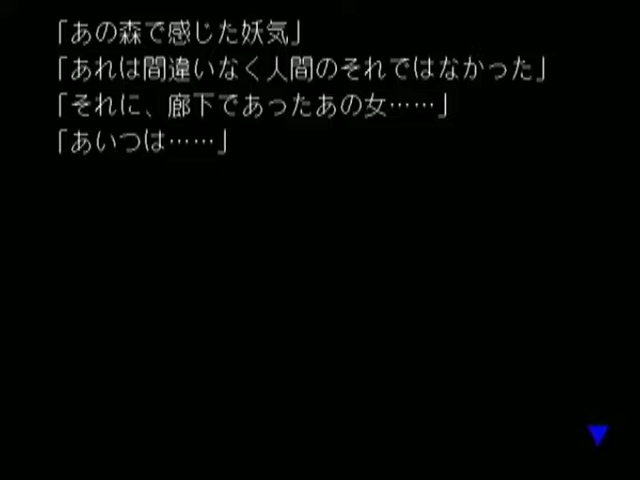 「あの森で感じた妖気」
「あれは間違いなく人間のそれではなかった」
「それに、廊下であったあの女……」
「あいつは……」